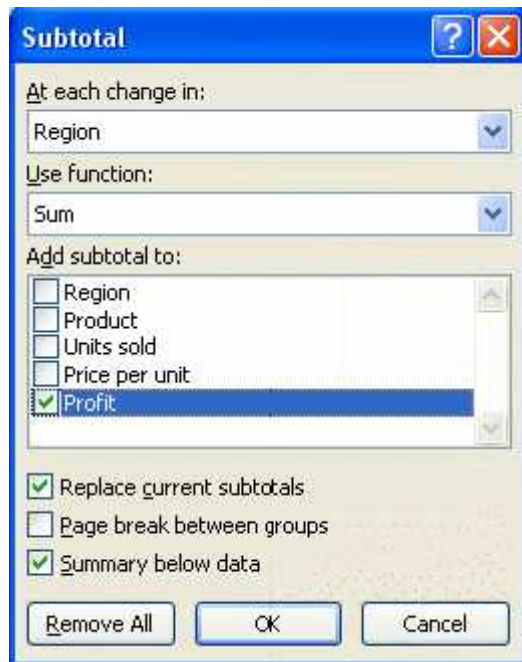 Subtotal
At each change in:
Region
Use function:
Sum
Add subtotal to:
Region
Product
Units sold
Price per unit
Profit
Replace current subtotals
Page break between groups
Summary below data
Remove All OK Cancel